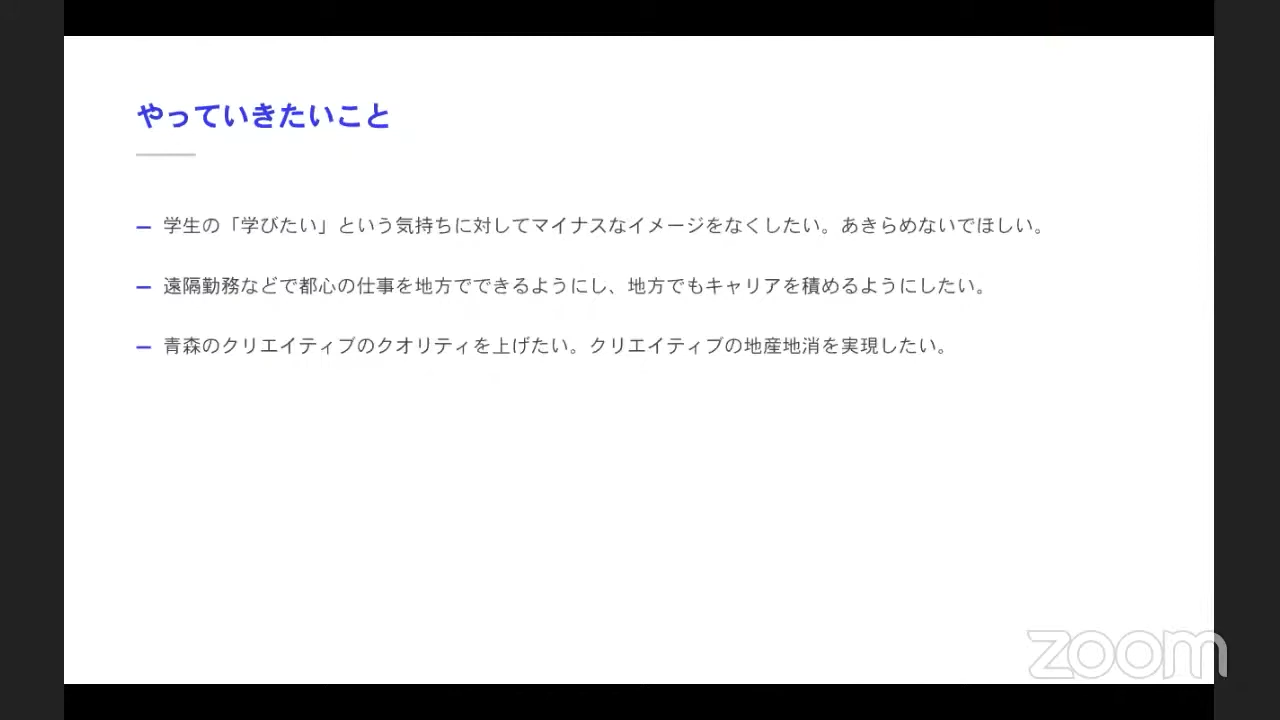 やっていきたいこと
— 学生の「学びたい」という気持ちに対してマイナスなイメージをなくしたい。あきらめないでほしい。
— 遠隔勤務などで都心の仕事を地方でできるようにし、地方でもキャリアを積めるようにしたい。
— 青森のクリエイティブのクオリティを上げたい。クリエイティブの地産地消を実現したい。
zoom